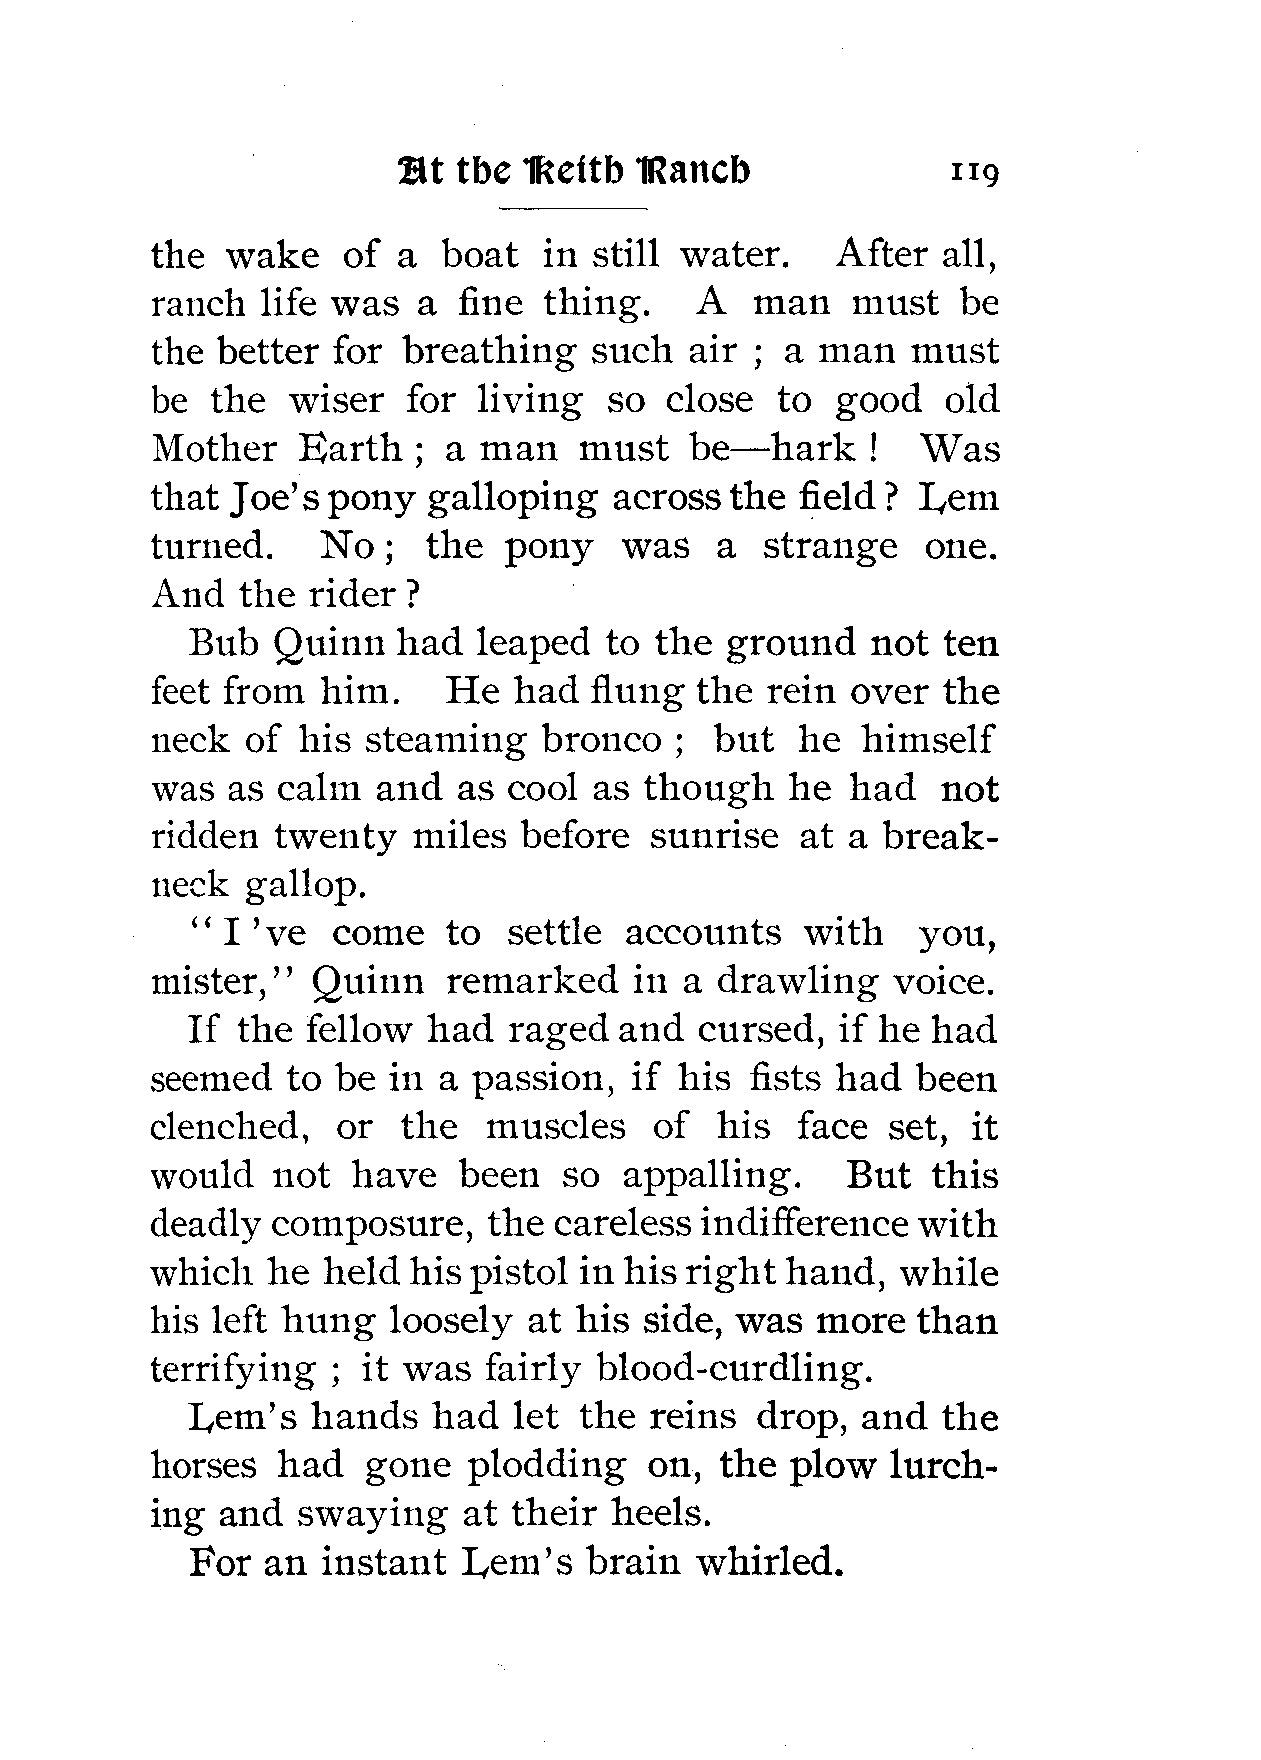 At the Keith Ranch 119
the wake of a boat in still water. After all,
ranch life was a fine thing. A man must be
the better for breathing such air ; a man must
be the wiser for living so close to good old
Mother Earth ; a man must be—hark ! Was
that Joe's pony galloping across the field ? Lem
turned. No ; the pony was a strange one.
And the rider ?
Bub Quinn had leaped to the ground not ten
feet from him. He had flung the rein over the
neck of his steaming bronco ; but he himself
was as calm and as cool as though he had not
ridden twenty miles before sunrise at a break-
neck gallop.
"I 've come to settle accounts with you,
mister," Quinn remarked in a drawling voice.
If the fellow had raged and cursed, if he had
seemed to be in a passion, if his fists had been
clenched, or the muscles of his face set, it
would not have been so appalling. But this
deadly composure, the careless indifference with
which he held his pistol in his right hand, while
his left hung loosely at his side, was more than
terrifying ; it was fairly blood-curdling.
Lem's hands had let the reins drop, and the
horses had gone plodding on, the plow lurch-
ing and swaying at their heels.
For an instant Lem's brain whirled.